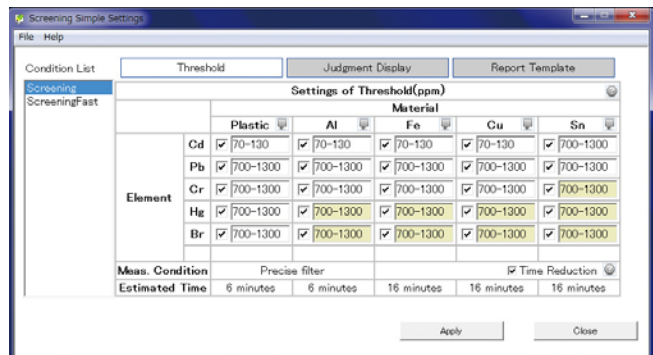 Screening Simple Settings
File Help
Condition List
Screening
ScreeningFast
Threshold Judgment Display Report Template
Settings of Threshold(ppm)
Material
Plastic Al Fe Cu Sn
Element
Cd 70-130 70-130 70-130 70-130 700-1300
Pb 700-1300 700-1300 700-1300 700-1300 700-1300
Cr 700-1300 700-1300 700-1300 700-1300 700-1300
Hg 700-1300 700-1300 700-1300 700-1300 700-1300
Br 700-1300 700-1300 700-1300 700-1300 700-1300
Meas. Condition Precise filter Time Reduction
Estimated Time 6 minutes 6 minutes 16 minutes 16 minutes 16 minutes
Apply Close